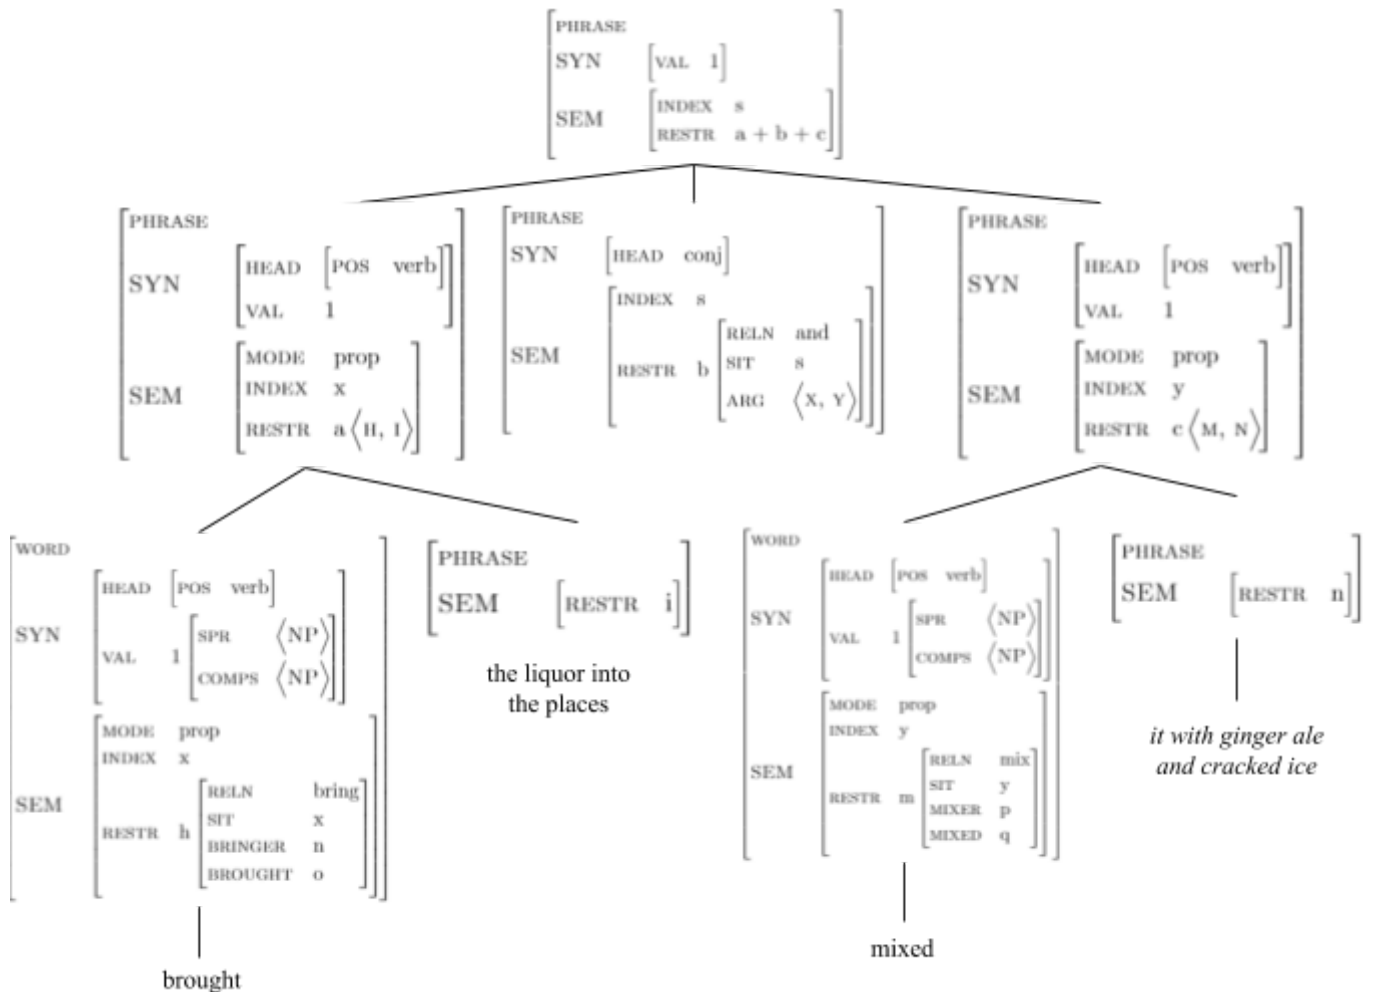 PHRASE
SYN [VAL 1]
SEM [INDEX s
RESTR a + b + c]
PHRASE
SYN [HEAD [POS verb]
VAL 1]
SEM [MODE prop
INDEX x
RESTR a ⟨H, I⟩]
PHRASE
SYN [HEAD conj]
SEM [INDEX s
RESTR b [RELN and
SIT s
ARG ⟨X, Y⟩]]
PHRASE
SYN [HEAD [POS verb]
VAL 1]
SEM [MODE prop
INDEX y
RESTR c ⟨M, N⟩]
WORD
SYN [HEAD [POS verb]
VAL 1 [SPR ⟨NP⟩
COMPS ⟨NP⟩]]
SEM [MODE prop
INDEX x
RESTR h [RELN bring
SIT x
BRINGER n
BROUGHT o]]
brought
PHRASE
SEM [RESTR i]
the liquor into
the places
WORD
SYN [HEAD [POS verb]
VAL 1 [SPR ⟨NP⟩
COMPS ⟨NP⟩]]
SEM [MODE prop
INDEX y
RESTR m [RELN mix
SIT y
MIXER p
MIXED q]]
mixed
PHRASE
SEM [RESTR n]
it with ginger ale
and cracked ice